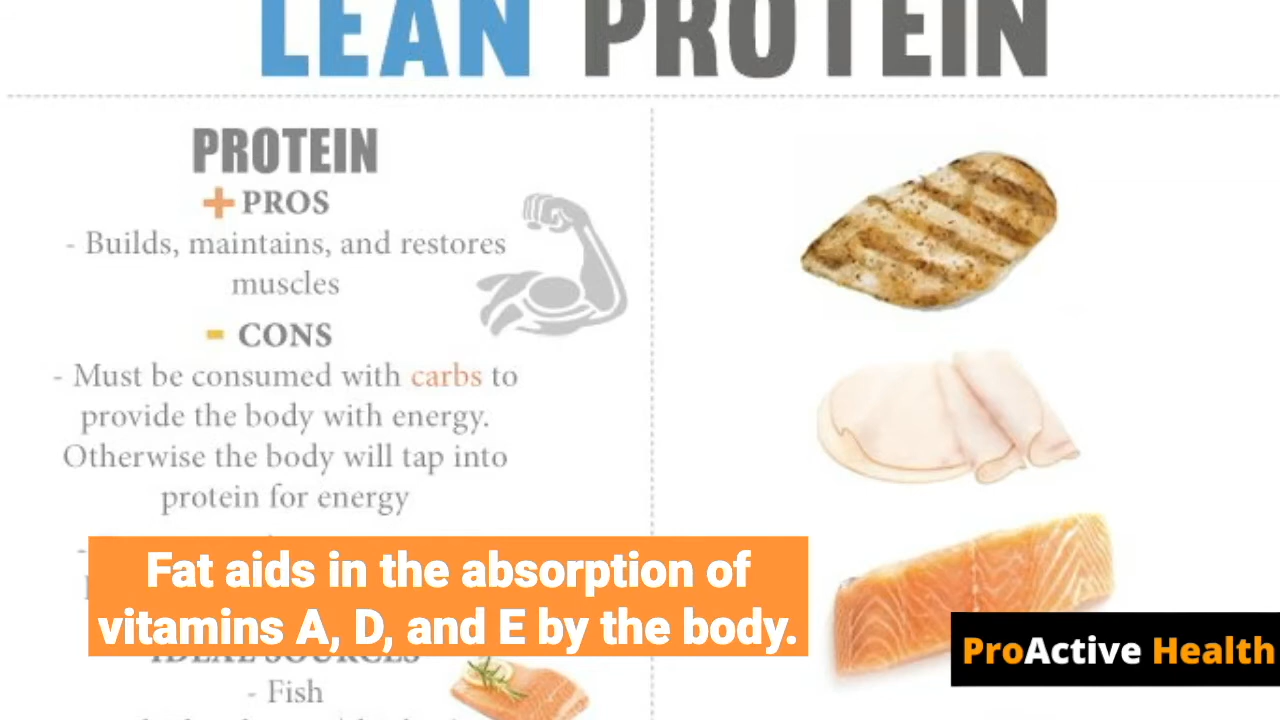 LEAN PROTEIN
PROTEIN
+ PROS
- Builds, maintains, and restores
muscles
- CONS
- Must be consumed with carbs to
provide the body with energy.
Otherwise the body will tap into
protein for energy
Fat aids in the absorption of
vitamins A, D, and E by the body.
ProActive Health
IDEAL SOURCES
- Fish